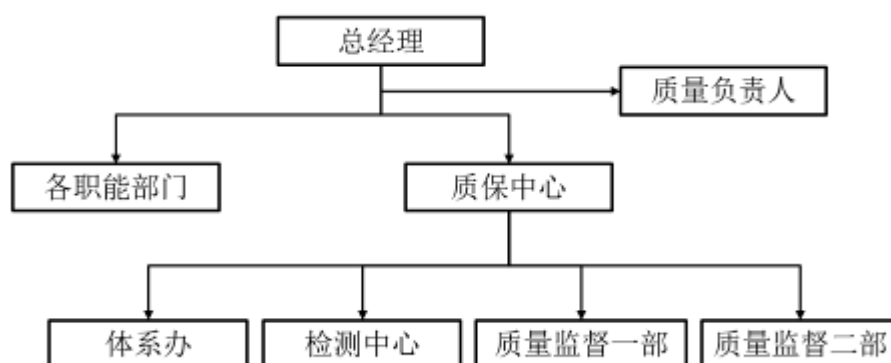 总经理
质量负责人
各职能部门
质保中心
体系办
检测中心
质量监督一部
质量监督二部